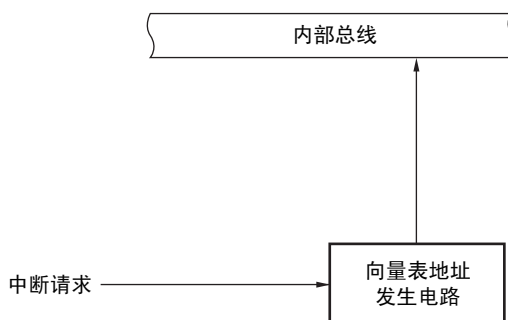 内部总线
中断请求
向量表地址
发生电路